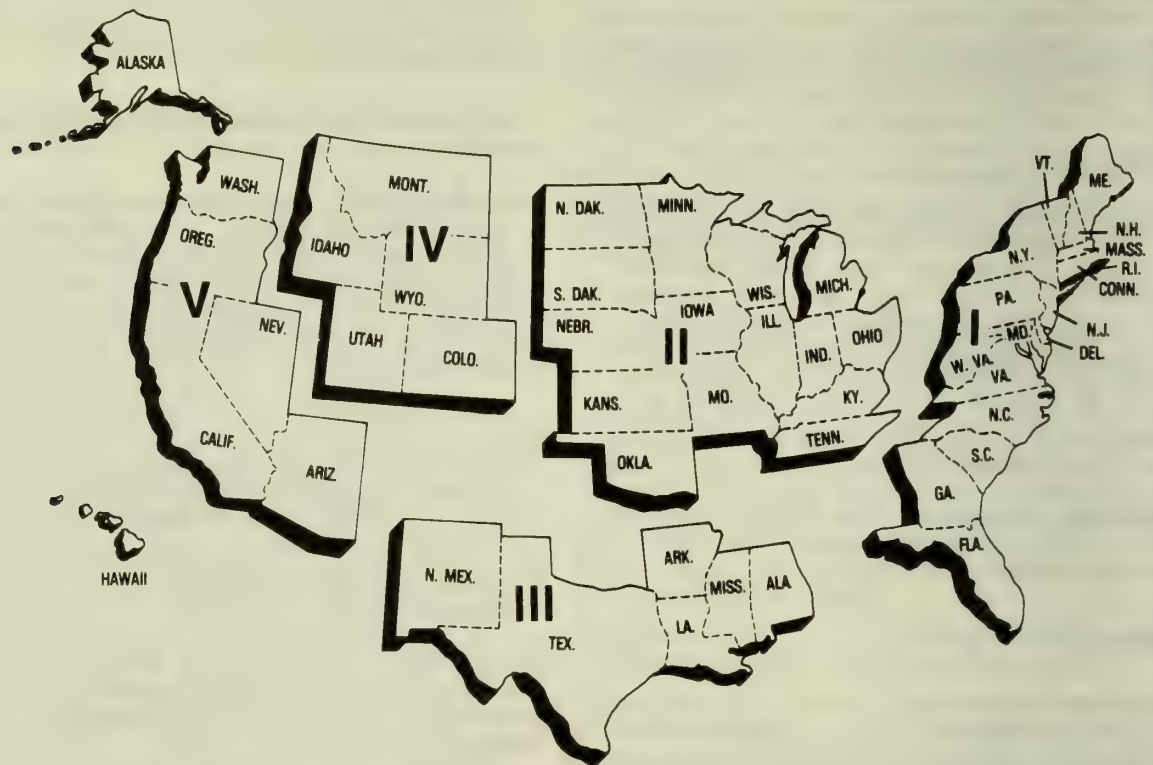 ALASKA
WASH.
OREG.
V
NEV.
CALIF.
ARIZ.
HAWAII
MONT.
IDAHO
IV
WYO.
UTAH
COLO.
N. DAK.
MINN.
S. DAK.
WIS.
MICH.
NEBR.
IOWA
ILL.
II
IND.
OHIO
KANS.
MO.
KY.
OKLA.
TENN.
N. MEX.
III
TEX.
ARK.
LA.
MISS.
ALA
VT.
ME.
N.H.
MASS.
R.I.
CONN.
N.Y.
PA.
N.J.
DEL.
I
MD.
W. VA.
VA.
N.C.
S.C.
GA.
FLA.